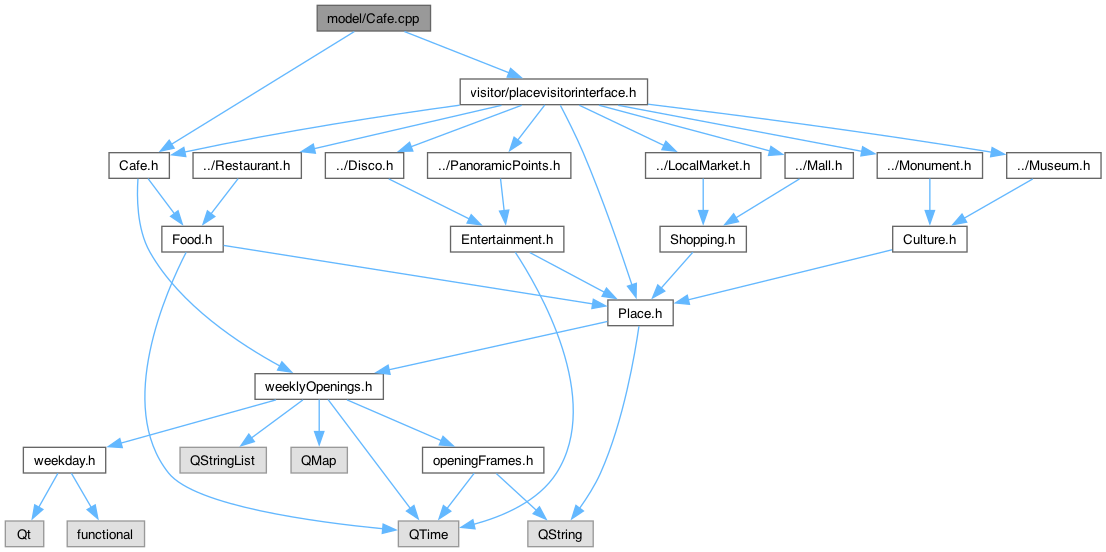 model/Cafe.cpp
visitor/placevisitorinterface.h
Cafe.h
../Restaurant.h
../Disco.h
../PanoramicPoints.h
../LocalMarket.h
../Mall.h
../Monument.h
../Museum.h
Food.h
Entertainment.h
Shopping.h
Culture.h
Place.h
weeklyOpenings.h
weekday.h
QStringList
QMap
openingFrames.h
Qt
functional
QTime
QString